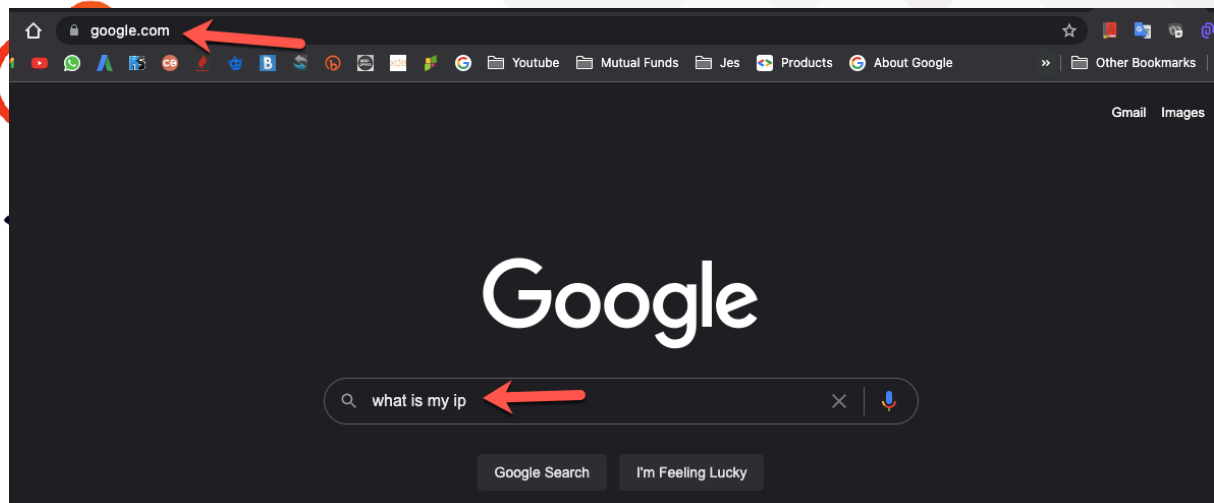 google.com
Youtube Mutual Funds Jes Products About Google » Other Bookmarks
Gmail Images
Google
what is my ip
Google Search I'm Feeling Lucky